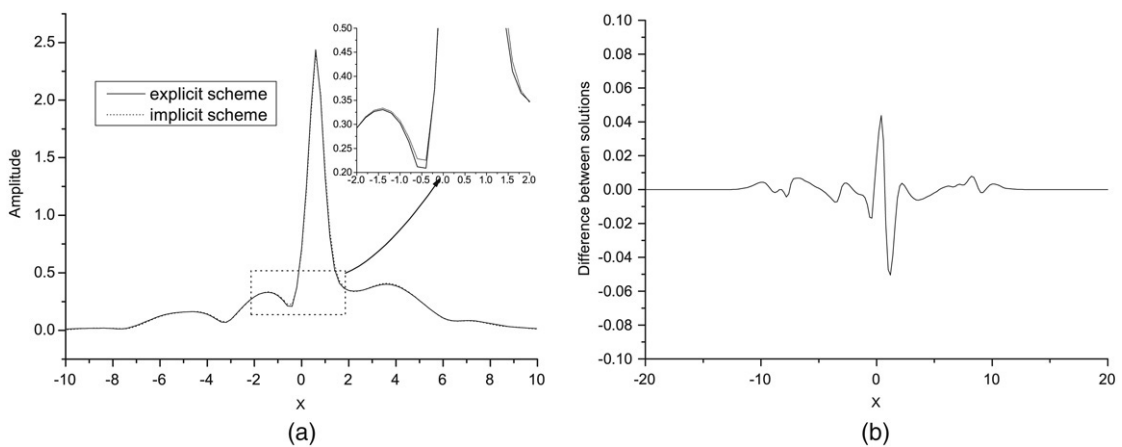 2.5
2.0
1.5
1.0
0.5
0.0
Amplitude
explicit scheme
implicit scheme
0.50
0.45
0.40
0.35
0.30
0.25
0.20
-2.0 -1.5 -1.0 -0.5 0.0 0.5 1.0 1.5 2.0
-10 -8 -6 -4 -2 0 2 4 6 8 10
X
(a)
0.10
0.08
0.06
0.04
0.02
0.00
-0.02
-0.04
-0.06
-0.08
-0.10
Difference between solutions
-20 -10 0 10 20
X
(b)